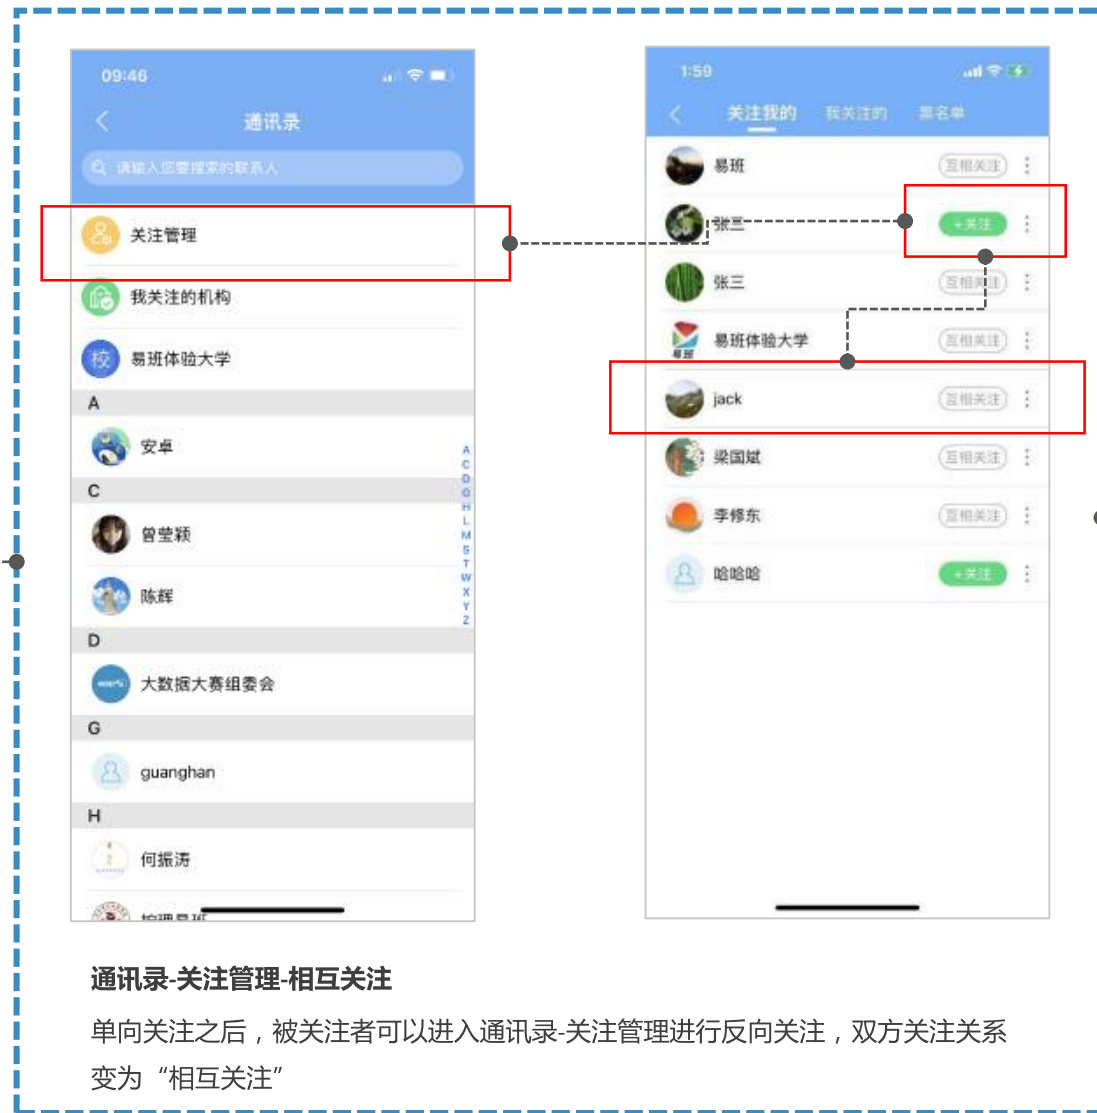 09:46
通讯录
请输入您要搜索的联系人
关注管理
我关注的机构
校 易班体验大学
A
安卓
C
曾莹颖
陈辉
D
大数据大赛组委会
G
guanghan
H
何振涛
护理易班
A
C
D
G
H
L
M
S
T
W
X
Y
Z
1:59
关注我的 我关注的 黑名单
易班 互相关注
张三 +关注
张三 互相关注
易班
易班体验大学 互相关注
jack 互相关注
梁国斌 互相关注
李修东 互相关注
哈哈哈 +关注
通讯录-关注管理-相互关注
单向关注之后，被关注者可以进入通讯录-关注管理进行反向关注，双方关注关系
变为“相互关注”